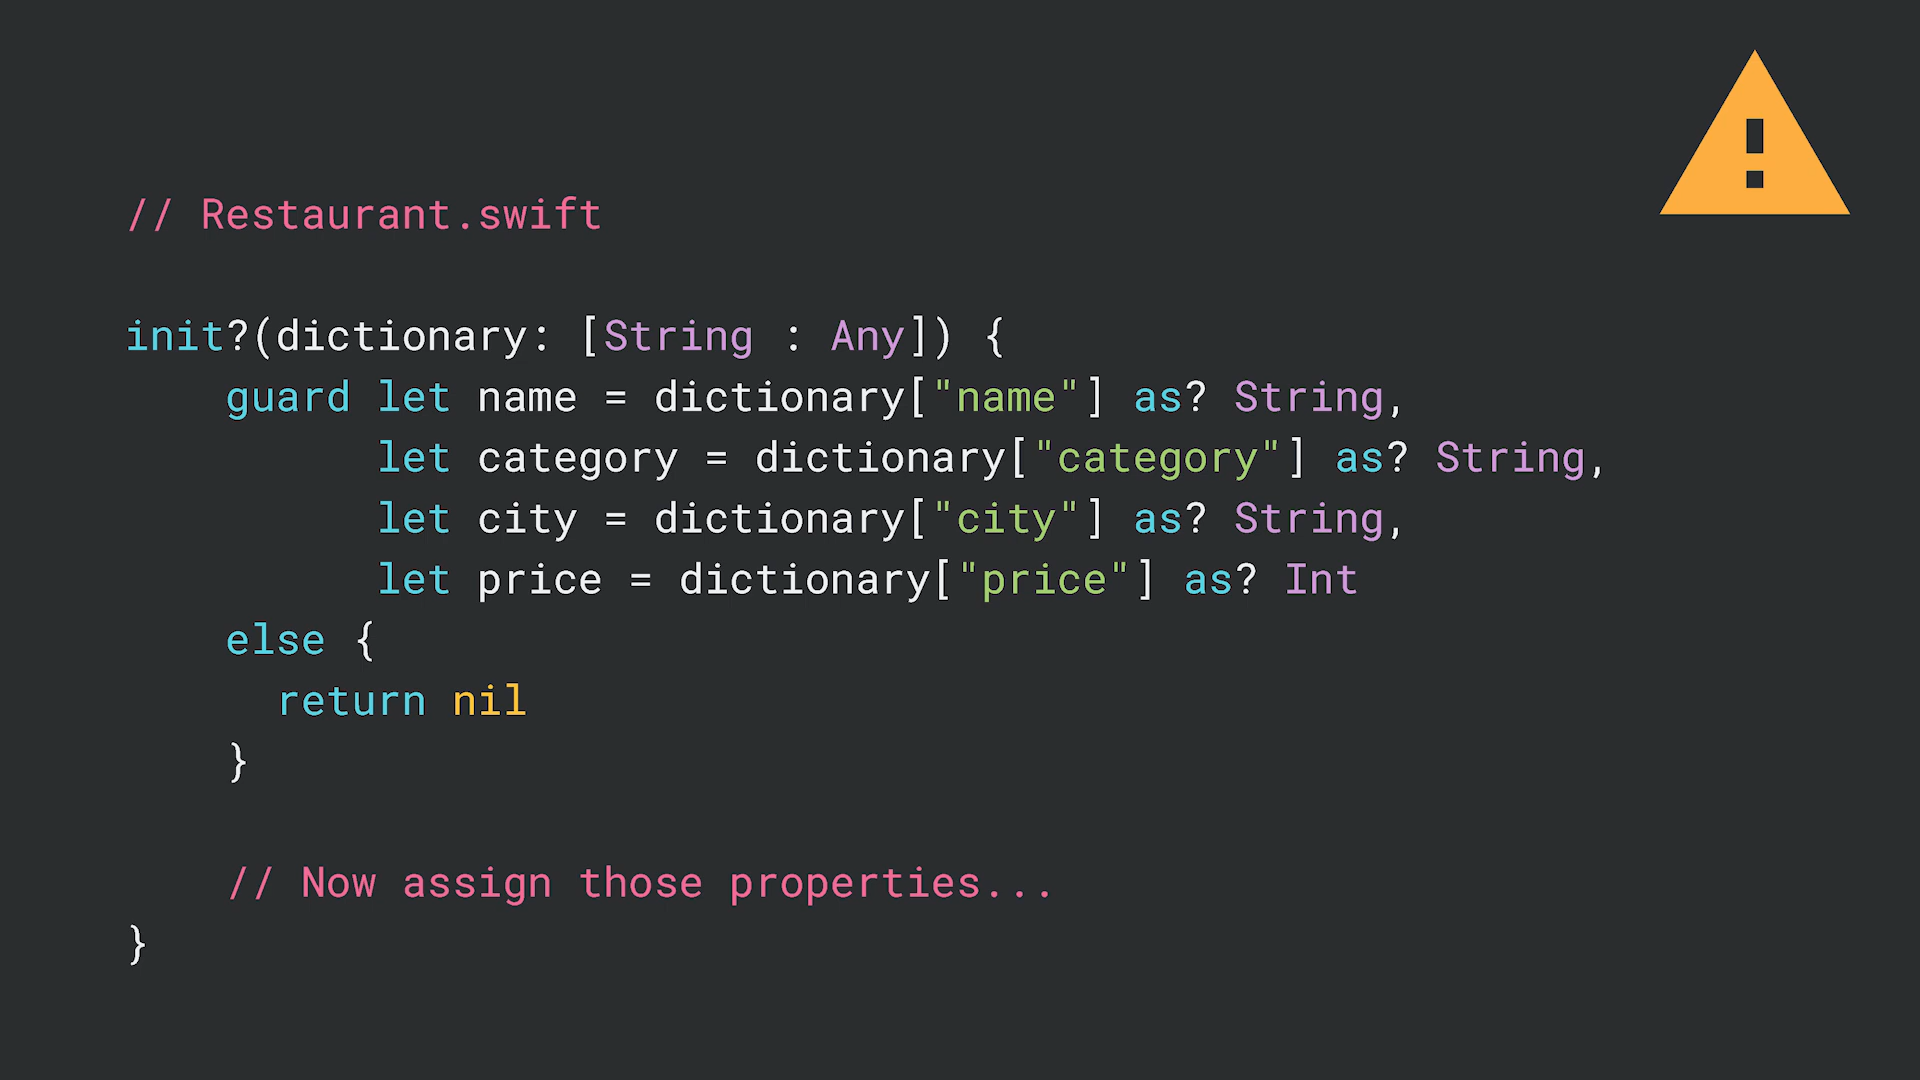 // Restaurant.swift
init?(dictionary: [String : Any]) {
    guard let name = dictionary["name"] as? String,
          let category = dictionary["category"] as? String,
          let city = dictionary["city"] as? String,
          let price = dictionary["price"] as? Int
    else {
      return nil
    }
    // Now assign those properties...
}